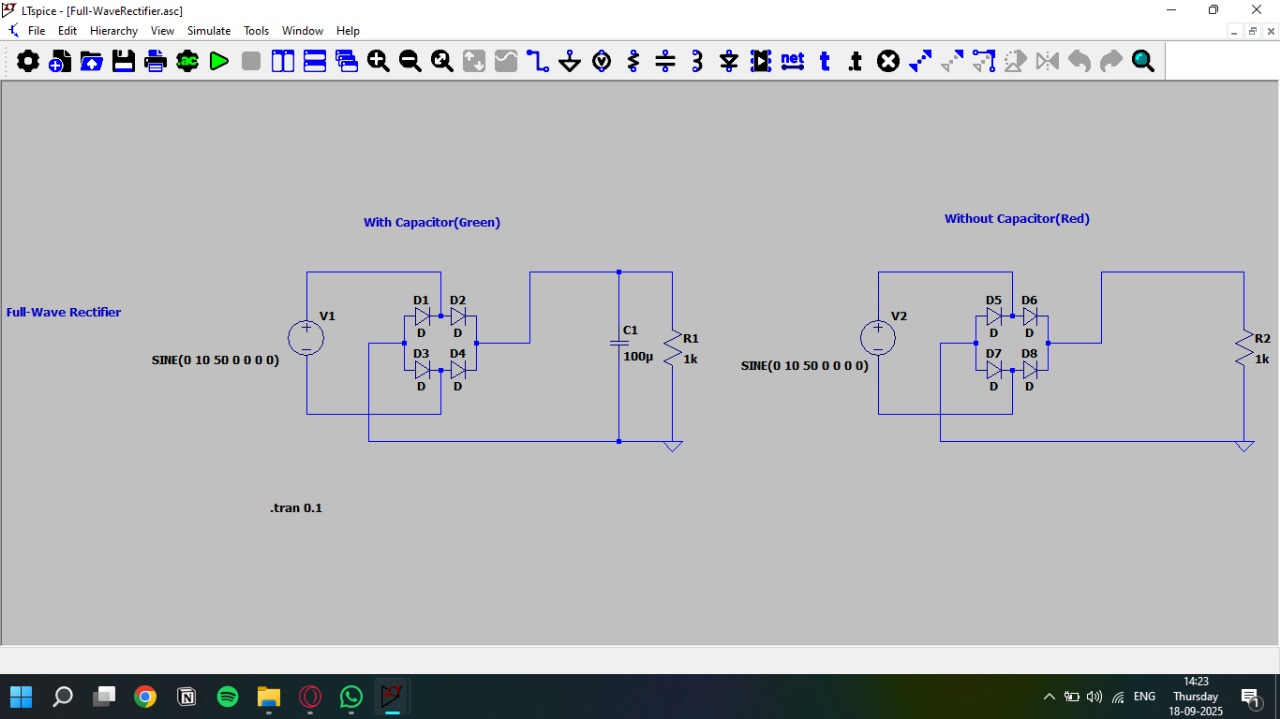 LTspice - [Full-WaveRectifier.asc]
File Edit Hierarchy View Simulate Tools Window Help
ac net t .t
Without Capacitor(Red)
With Capacitor(Green)
D1 D2
D5 D6
Full-Wave Rectifier
V1
V2
D D
D D
C1
R1
R2
D3 D4
D7 D8
100µ
1k
1k
SINE(0 10 50 0 0 0 0)
SINE(0 10 50 0 0 0 0)
D D
D D
.tran 0.1
14:23
ENG
Thursday
18-09-2025
1